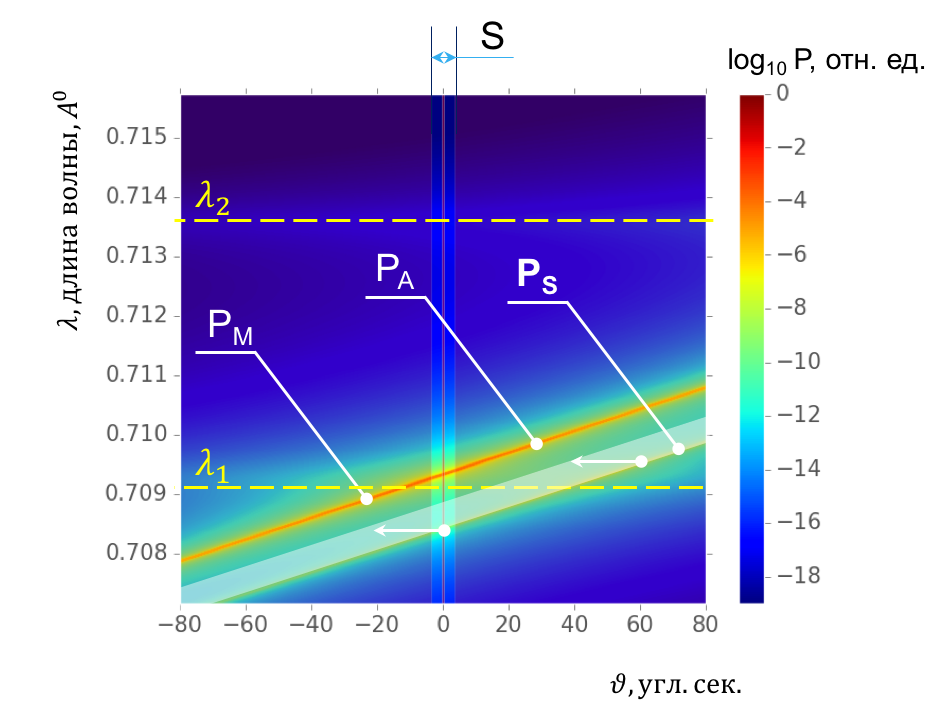 S
log₁₀ P, отн. ед.
λ, длина волны, A⁰
0.715
0.714
0.713
0.712
0.711
0.710
0.709
0.708
λ₂
λ₁
P_A
P_S
P_M
0
−2
−4
−6
−8
−10
−12
−14
−16
−18
−80 −60 −40 −20 0 20 40 60 80
ϑ, угл. сек.